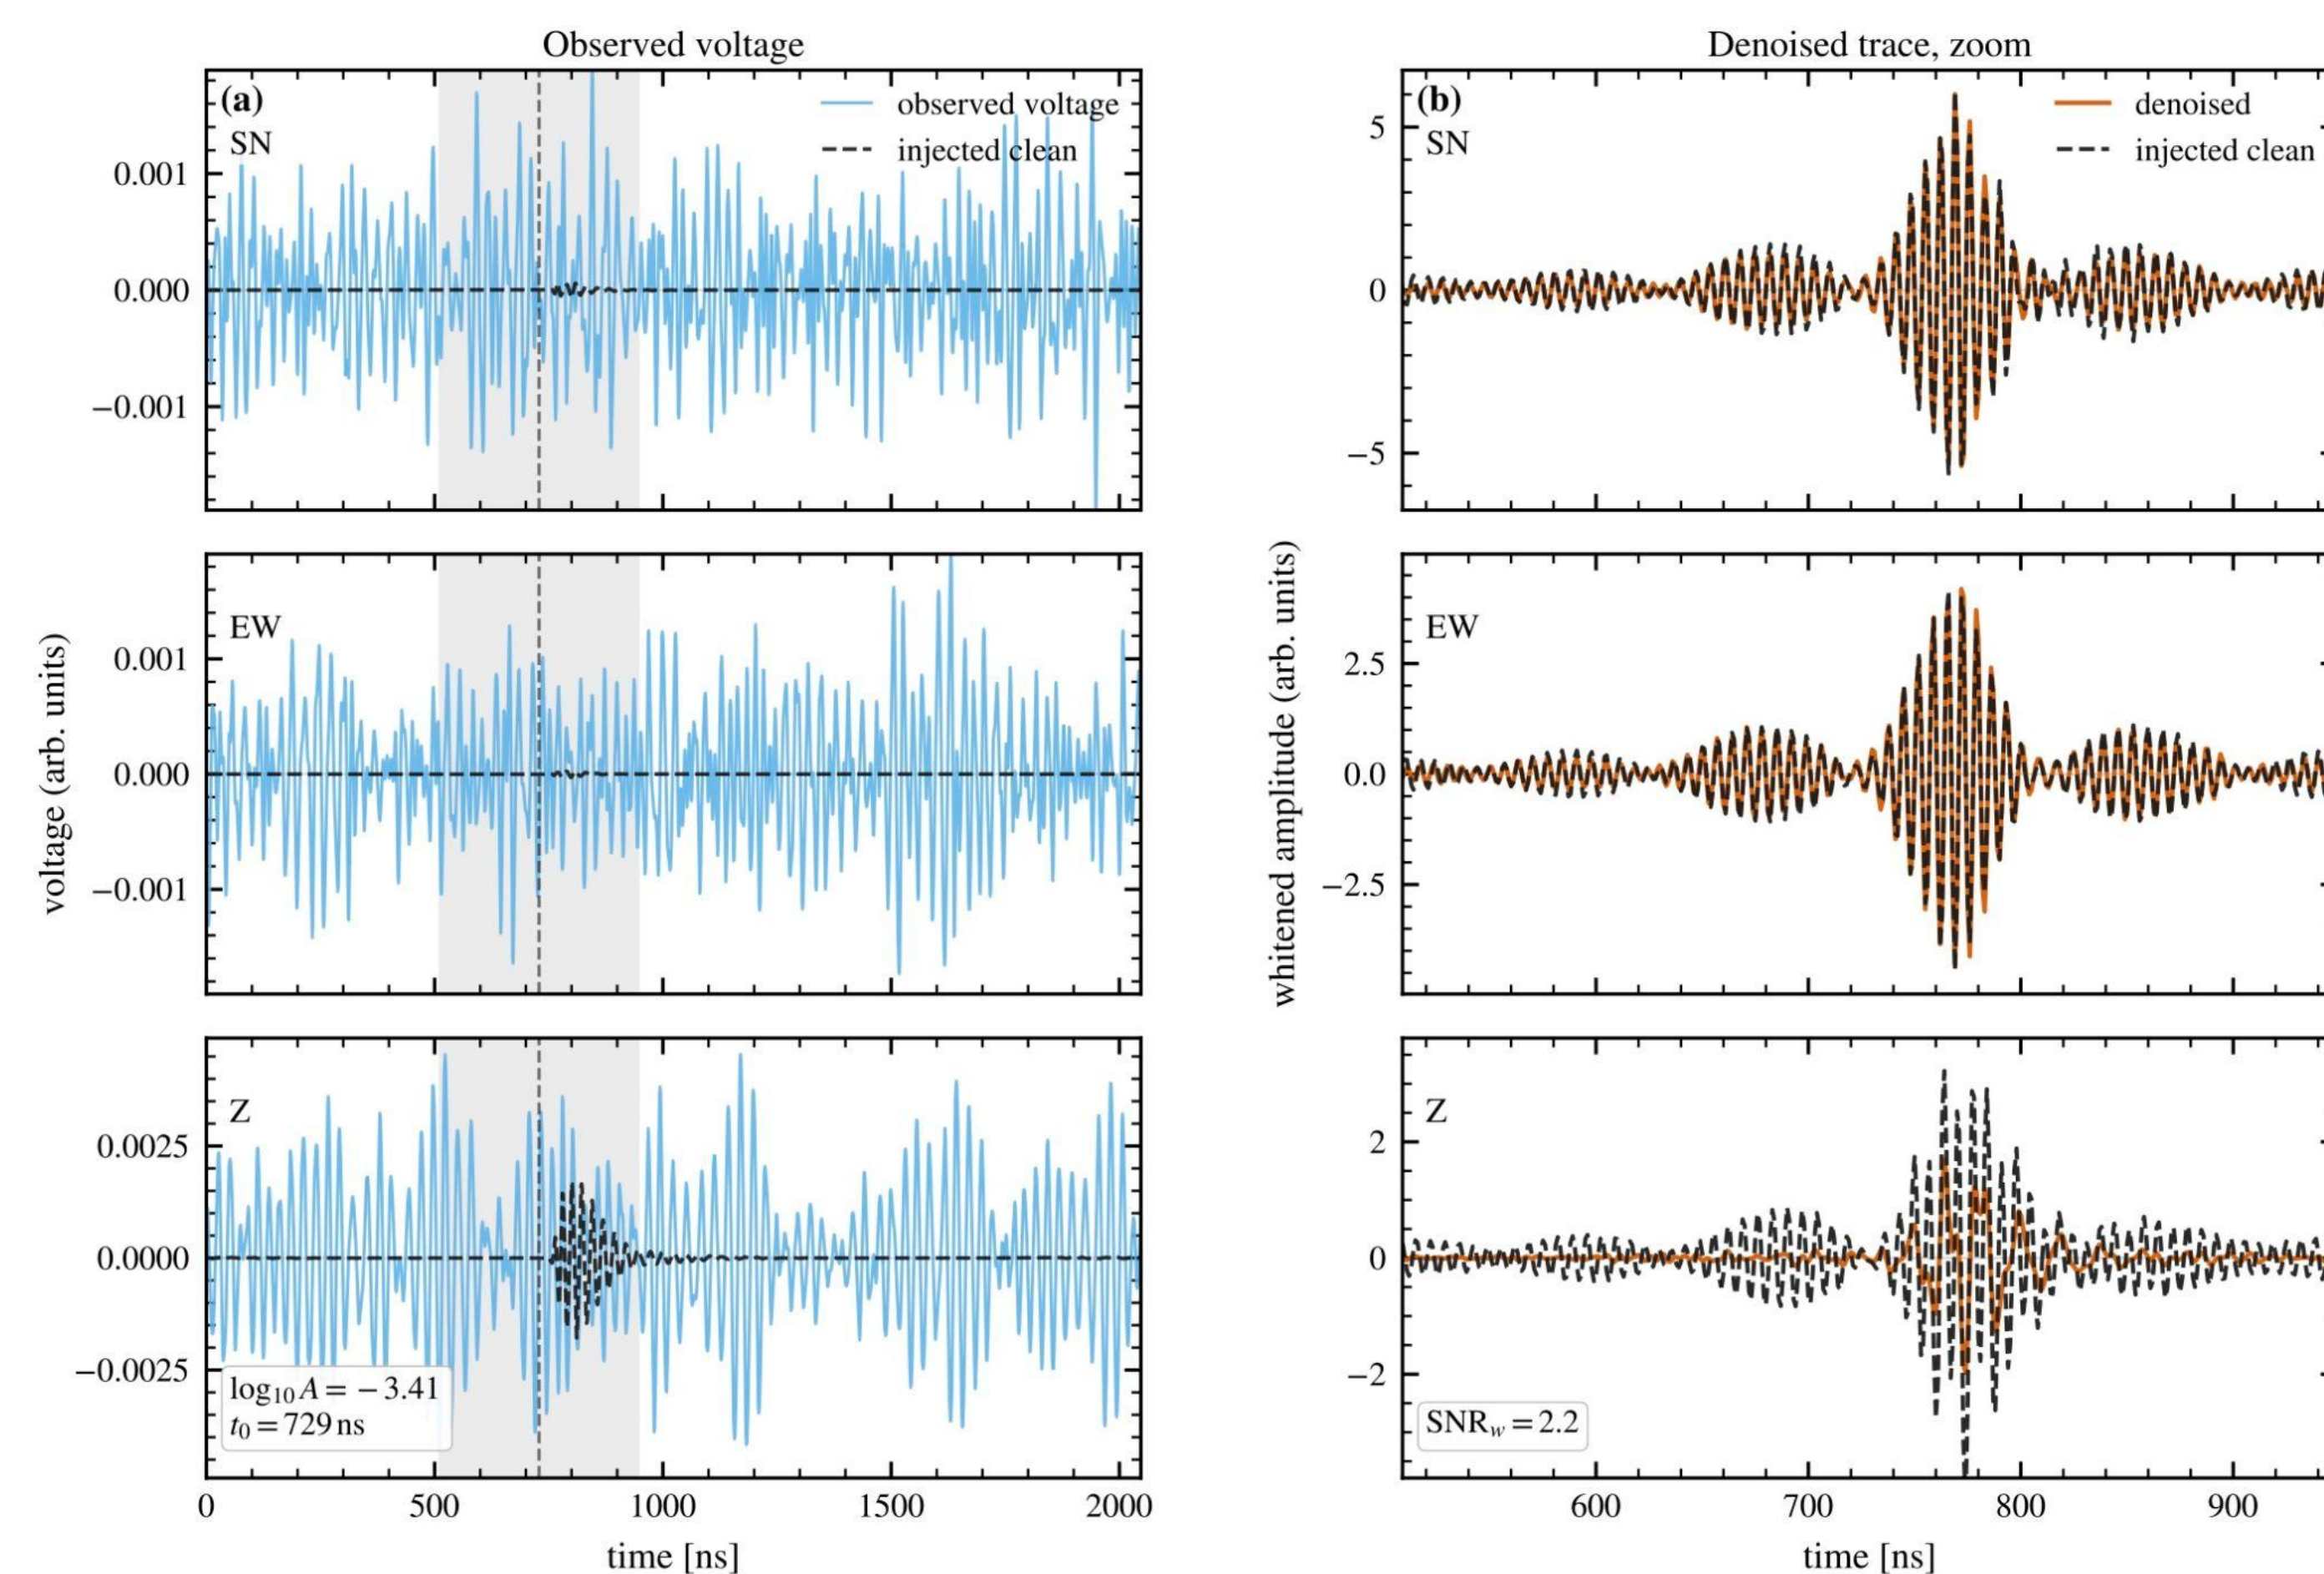 Observed voltage
(a)
SN
observed voltage
injected clean
0.001
0.000
−0.001
EW
0.001
0.000
−0.001
voltage (arb. units)
Z
0.0025
0.0000
−0.0025
log₁₀ A = −3.41
t₀ = 729 ns
0 500 1000 1500 2000
time [ns]
Denoised trace, zoom
(b)
SN
denoised
injected clean
5
0
−5
EW
2.5
0.0
−2.5
whitened amplitude (arb. units)
Z
2
0
−2
SNR_w = 2.2
600 700 800 900
time [ns]